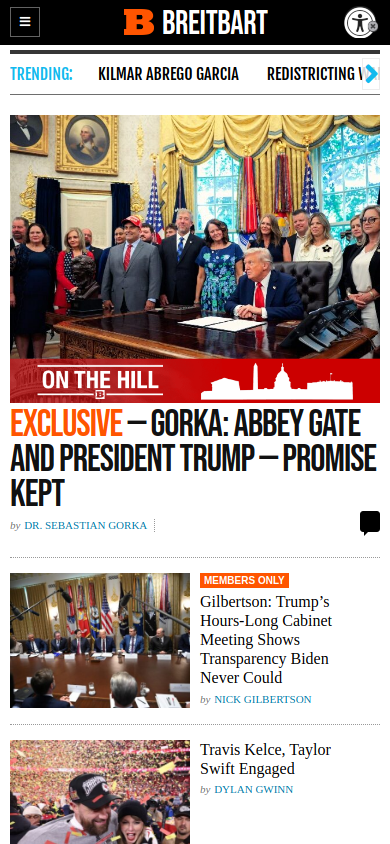 B BREITBART
TRENDING:
KILMAR ABREGO GARCIA
REDISTRICTING
ON THE HILL
B
EXCLUSIVE — GORKA: ABBEY GATE
AND PRESIDENT TRUMP — PROMISE
KEPT
by DR. SEBASTIAN GORKA
MEMBERS ONLY
Gilbertson: Trump’s
Hours-Long Cabinet
Meeting Shows
Transparency Biden
Never Could
by NICK GILBERTSON
Travis Kelce, Taylor
Swift Engaged
by DYLAN GWINN